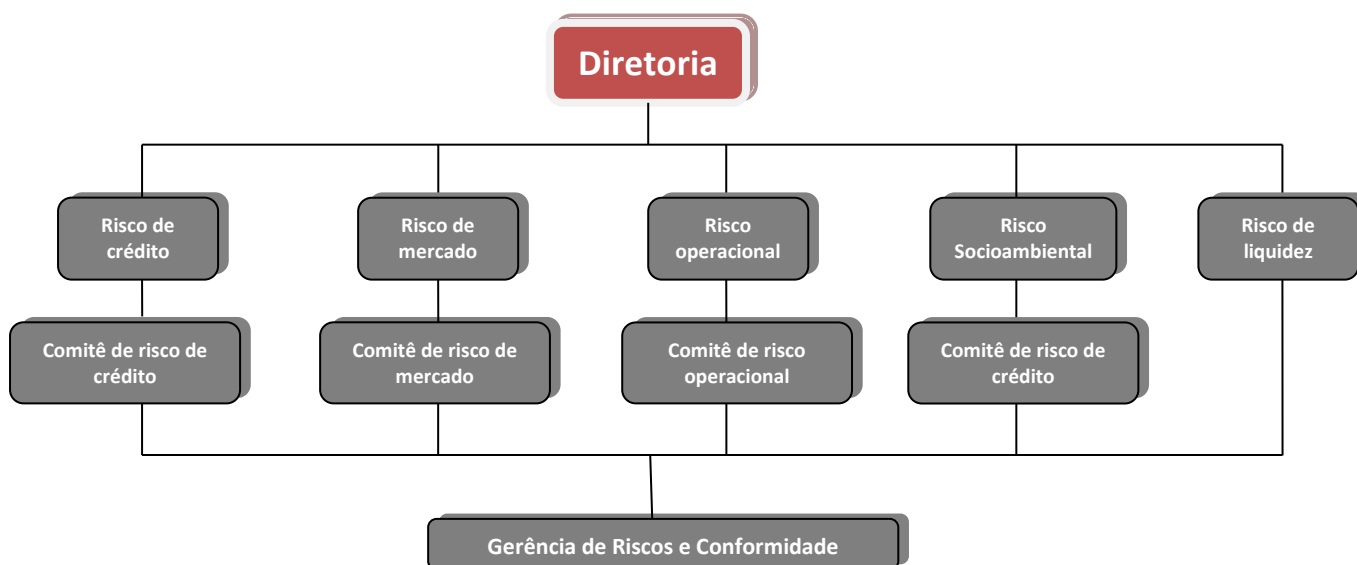 Diretoria
Risco de
crédito
Risco de
mercado
Risco
operacional
Risco
Socioambiental
Risco de
liquidez
Comitê de risco de
crédito
Comitê de risco de
mercado
Comitê de risco
operacional
Comitê de risco de
crédito
Gerência de Riscos e Conformidade